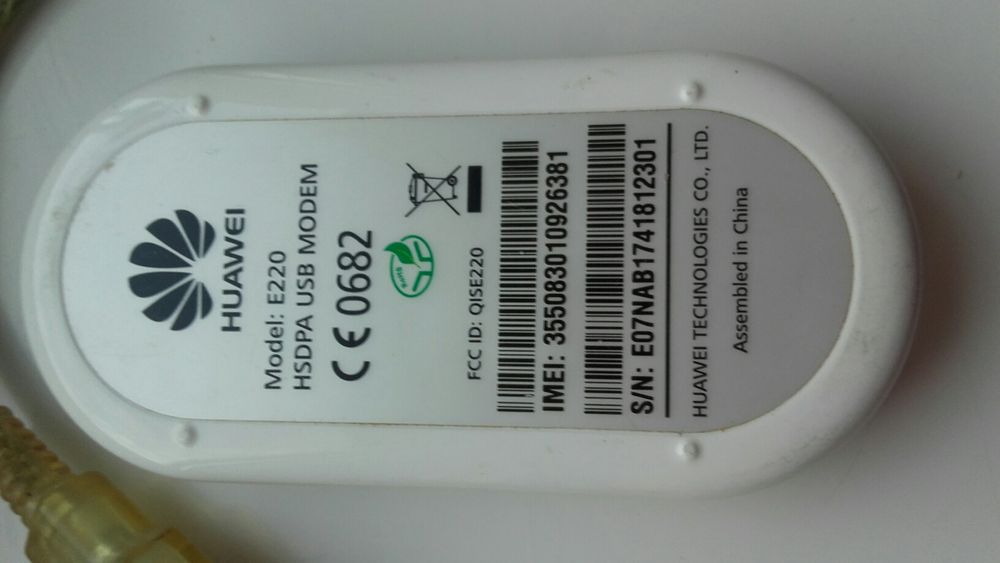 HUAWEI
Model: E220
HSDPA USB MODEM
CE 0682
RoHS
FCC ID: QISE220
IMEI: 355083010926381
S/N: E07NAB1741812301
HUAWEI TECHNOLOGIES CO., LTD.
Assembled in China